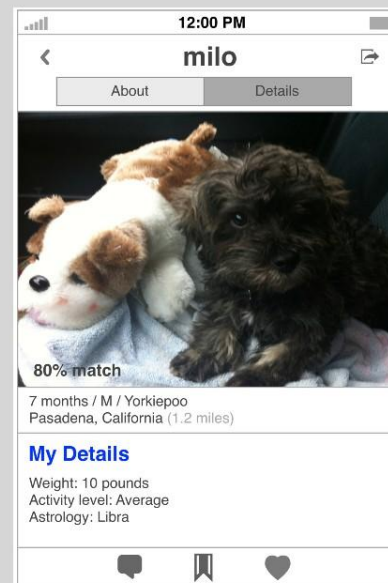 12:00 PM
milo
About
Details
80% match
7 months / M / Yorkiepoo
Pasadena, California (1.2 miles)
My Details
Weight: 10 pounds
Activity level: Average
Astrology: Libra